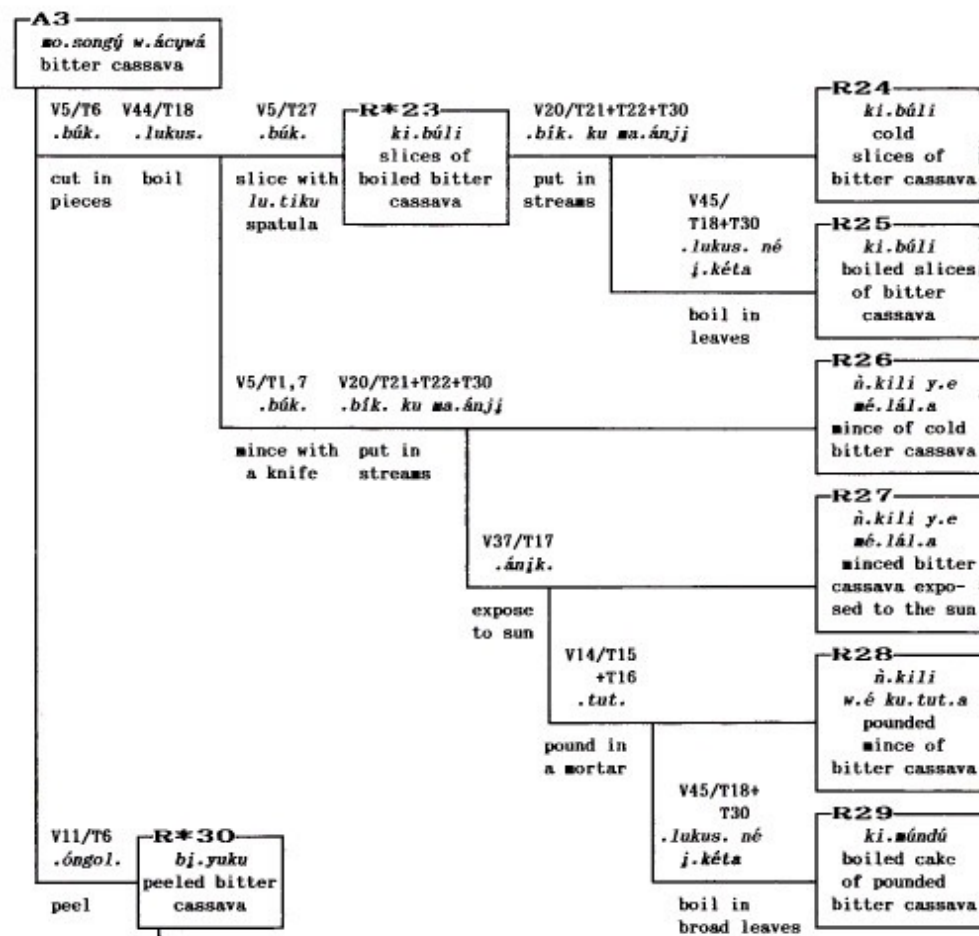 A3
mo.songý w.ácywá
bitter cassava
V5/T6
.búk.
cut in
pieces
V44/T18
.lukus.
boil
V5/T27
.búk.
slice with
lu.tiku
spatula
R*23
ki.búli
slices of
boiled bitter
cassava
V20/T21+T22+T30
.bík. ku ma.ánjį
put in
streams
R24
ki.búli
cold
slices of
bitter cassava
V45/
T18+T30
.lukus. né
į.kéta
boil in
leaves
R25
ki.búli
boiled slices
of bitter
cassava
V5/T1,7
.búk.
mince with
a knife
V20/T21+T22+T30
.bík. ku ma.ánjį
put in
streams
R26
ǹ.kili y.e
mé.lál.a
mince of cold
bitter cassava
V37/T17
.ánįk.
expose
to sun
R27
ǹ.kili y.e
mé.lál.a
minced bitter
cassava expo-
sed to the sun
V14/T15
+T16
.tut.
pound in
a mortar
R28
ǹ.kili
w.é ku.tut.a
pounded
mince of
bitter cassava
V45/T18+
T30
.lukus. né
į.kéta
boil in
broad leaves
R29
ki.múndú
boiled cake
of pounded
bitter cassava
V11/T6
.óngol.
peel
R*30
bį.yuku
peeled bitter
cassava